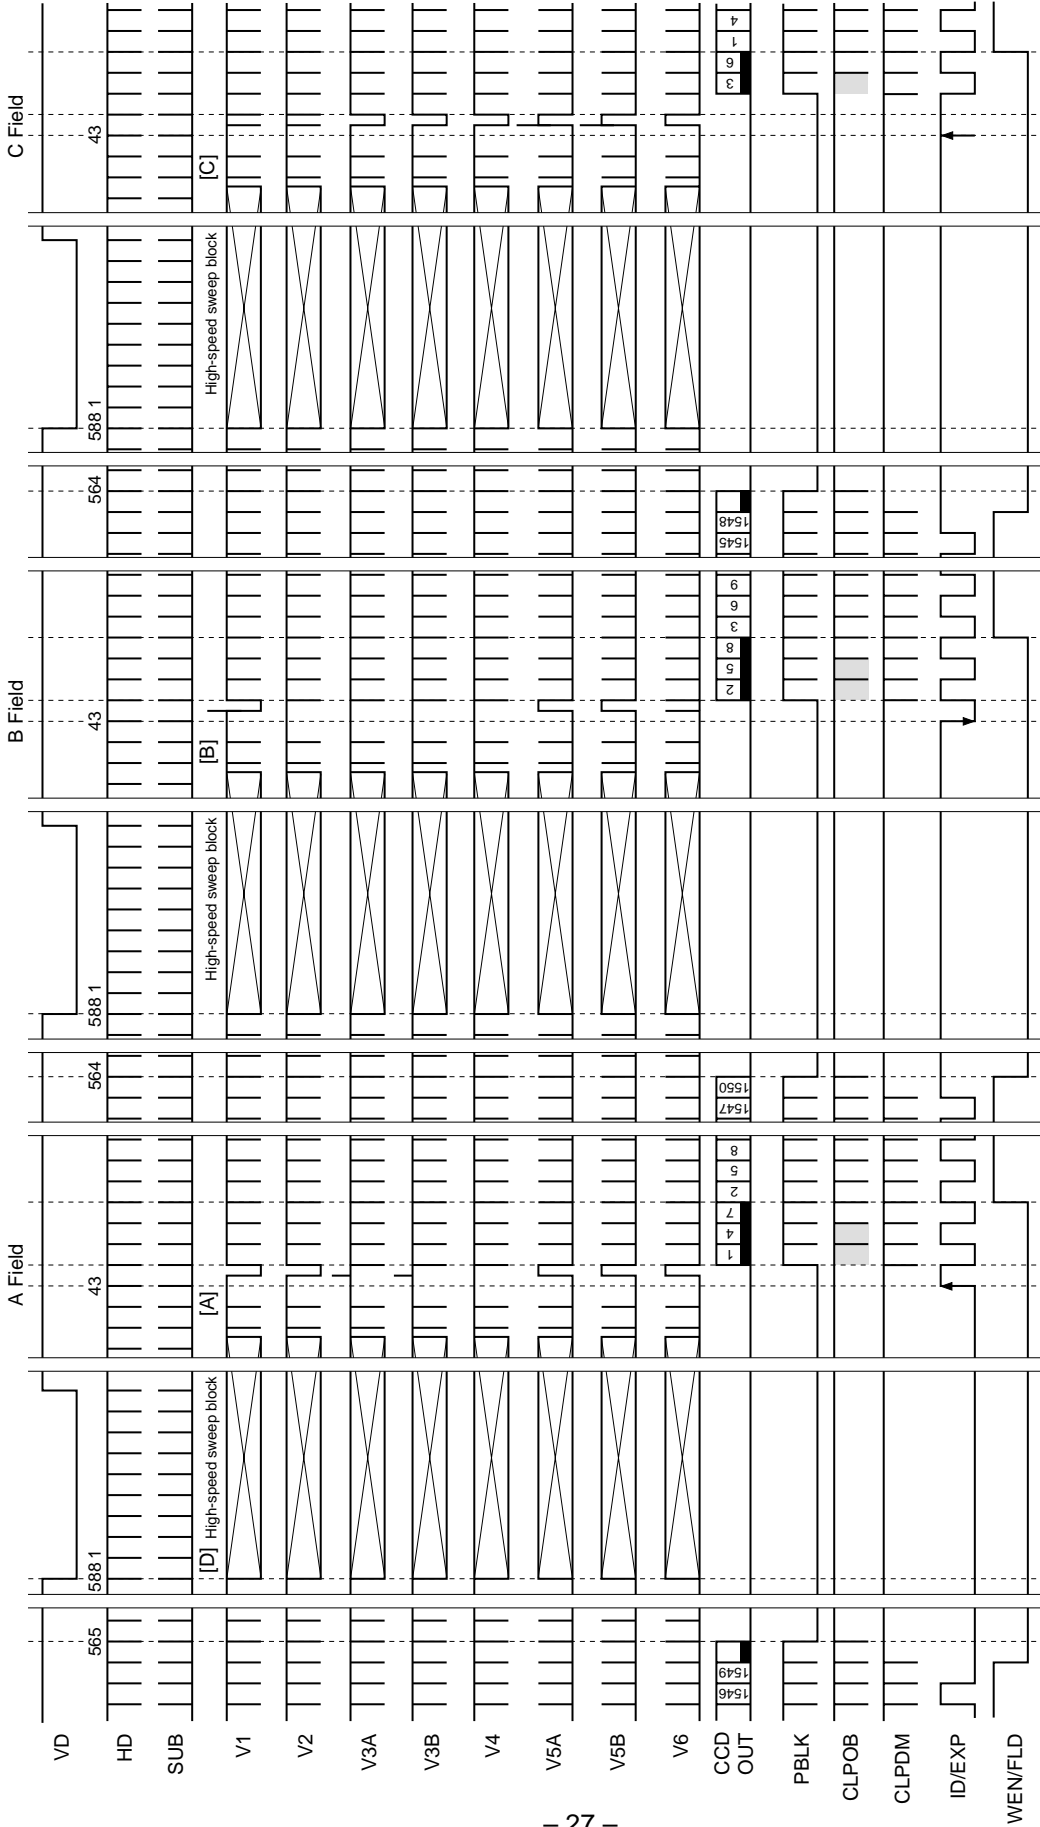 A Field
B Field
C Field
VD
565
588 1
43
564
588 1
43
564
588 1
43
HD
SUB
[D]
High-speed sweep block
[A]
High-speed sweep block
[B]
High-speed sweep block
[C]
V1
V2
V3A
V3B
V4
V5A
V5B
V6
CCD
OUT
1546
1549
1
4
7
2
5
8
1547
1550
2
5
8
3
6
9
1545
1548
3
6
1
4
PBLK
CLPOB
CLPDM
ID/EXP
WEN/FLD
– 27 –